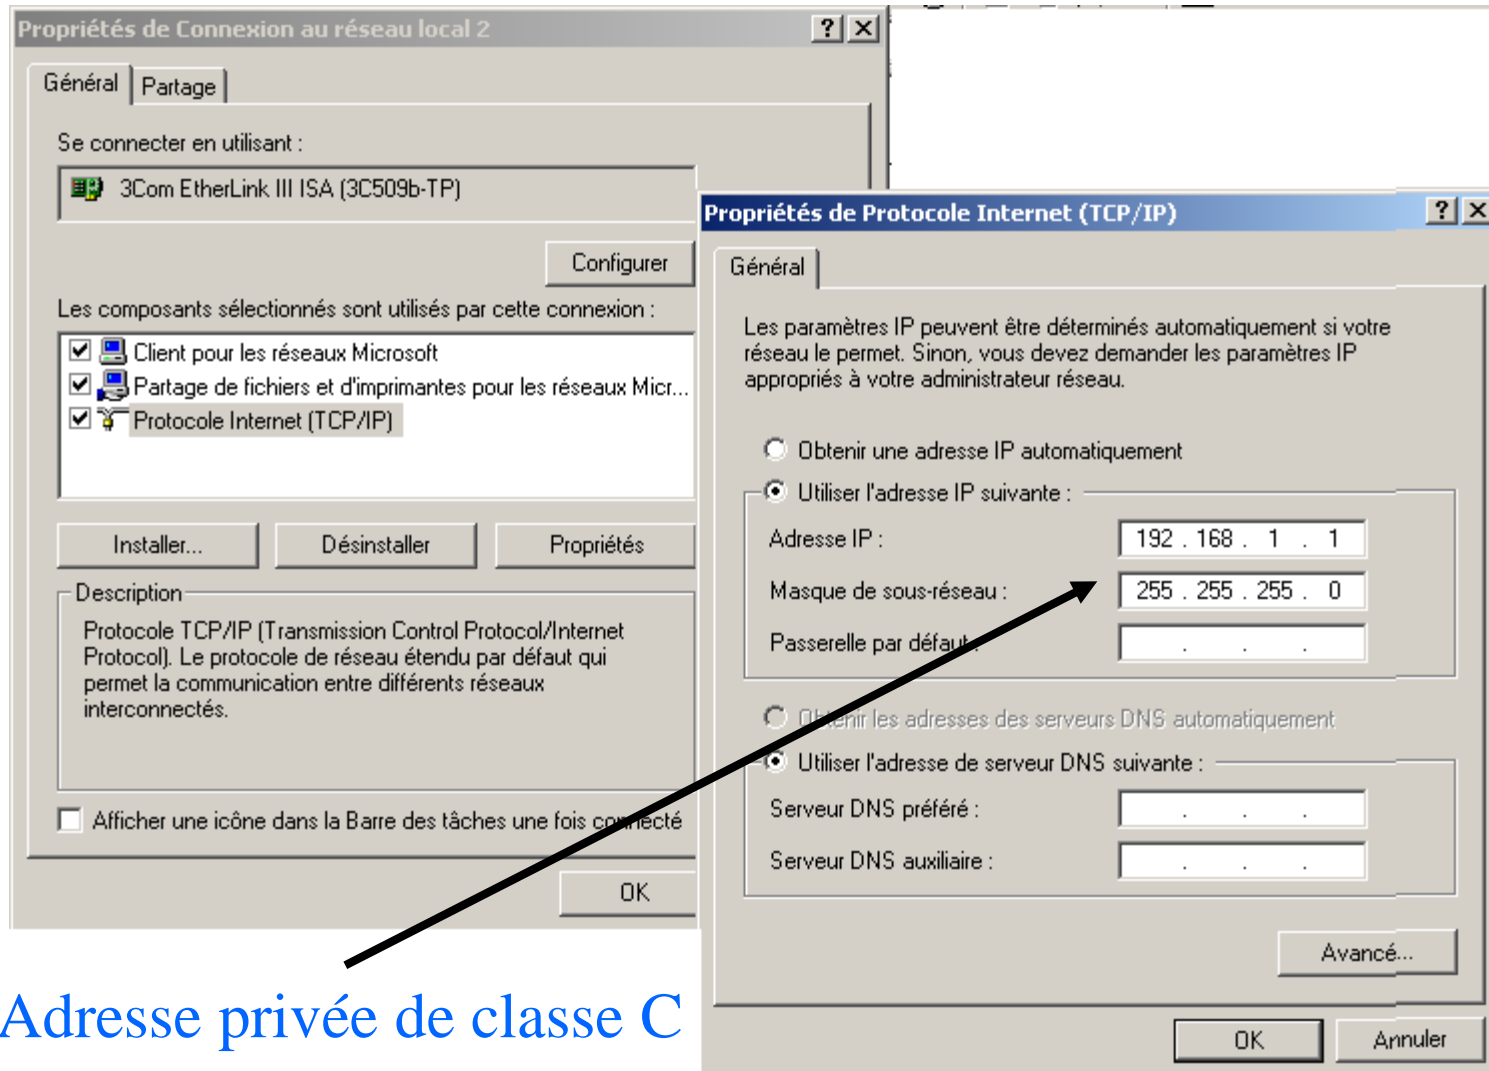 Propriétés de Connexion au réseau local 2
Général
Partage
Se connecter en utilisant :
3Com EtherLink III ISA (3C509b-TP)
Configurer
Les composants sélectionnés sont utilisés par cette connexion :
Client pour les réseaux Microsoft
Partage de fichiers et d'imprimantes pour les réseaux Micr...
Protocole Internet (TCP/IP)
Installer...
Désinstaller
Propriétés
Description
Protocole TCP/IP (Transmission Control Protocol/Internet
Protocol). Le protocole de réseau étendu par défaut qui
permet la communication entre différents réseaux
interconnectés.
Afficher une icône dans la Barre des tâches une fois connecté
OK
Propriétés de Protocole Internet (TCP/IP)
Général
Les paramètres IP peuvent être déterminés automatiquement si votre
réseau le permet. Sinon, vous devez demander les paramètres IP
appropriés à votre administrateur réseau.
Obtenir une adresse IP automatiquement
Utiliser l'adresse IP suivante :
Adresse IP : 192 . 168 . 1 . 1
Masque de sous-réseau : 255 . 255 . 255 . 0
Passerelle par défaut : . . .
Obtenir les adresses des serveurs DNS automatiquement
Utiliser l'adresse de serveur DNS suivante :
Serveur DNS préféré : . . .
Serveur DNS auxiliaire : . . .
Avancé...
OK
Annuler
Adresse privée de classe C